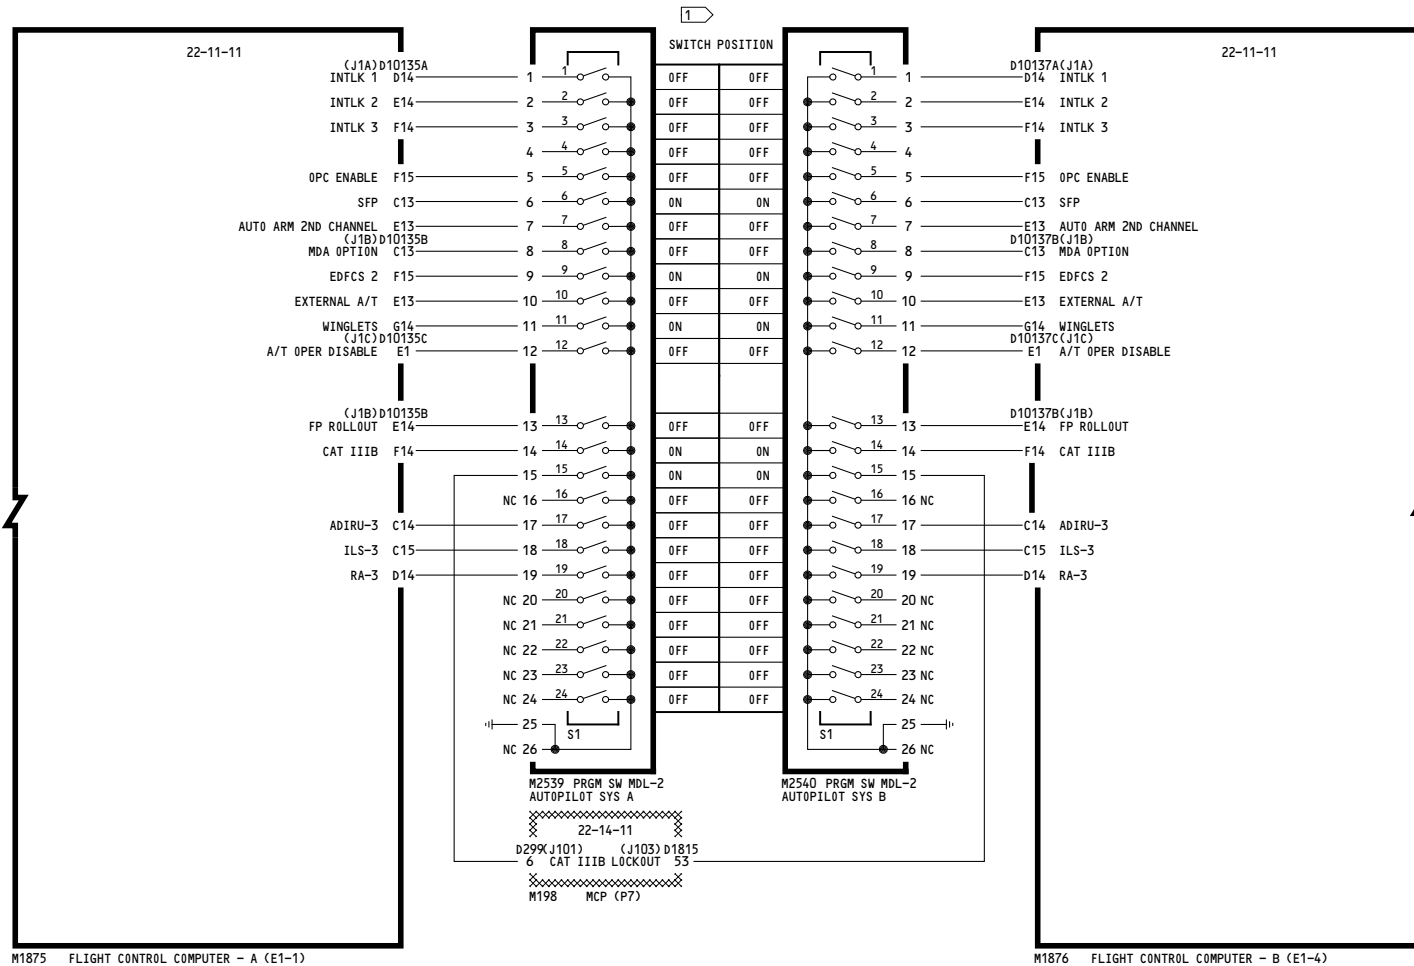 1
SWITCH POSITION
22-11-11 22-11-11
(J1A) D10135A D10137A (J1A)
INTLK 1 D14 1 1 OFF OFF 1 1 D14 INTLK 1
INTLK 2 E14 2 2 OFF OFF 2 2 E14 INTLK 2
INTLK 3 F14 3 3 OFF OFF 3 3 F14 INTLK 3
4 4 OFF OFF 4 4
OPC ENABLE F15 5 5 OFF OFF 5 5 F15 OPC ENABLE
SFP C13 6 6 ON ON 6 6 C13 SFP
AUTO ARM 2ND CHANNEL E13 7 7 OFF OFF 7 7 E13 AUTO ARM 2ND CHANNEL
(J1B) D10135B D10137B (J1B)
MDA OPTION C13 8 8 OFF OFF 8 8 C13 MDA OPTION
EDFCS 2 F15 9 9 ON ON 9 9 F15 EDFCS 2
EXTERNAL A/T E13 10 10 OFF OFF 10 10 E13 EXTERNAL A/T
WINGLETS G14 11 11 ON ON 11 11 G14 WINGLETS
(J1C) D10135C D10137C (J1C)
A/T OPER DISABLE E1 12 12 OFF OFF 12 12 E1 A/T OPER DISABLE
(J1B) D10135B D10137B (J1B)
FP ROLLOUT E14 13 13 OFF OFF 13 13 E14 FP ROLLOUT
CAT IIIB F14 14 14 ON ON 14 14 F14 CAT IIIB
15 15 ON ON 15 15
NC 16 16 OFF OFF 16 16 NC
ADIRU-3 C14 17 17 OFF OFF 17 17 C14 ADIRU-3
ILS-3 C15 18 18 OFF OFF 18 18 C15 ILS-3
RA-3 D14 19 19 OFF OFF 19 19 D14 RA-3
NC 20 20 OFF OFF 20 20 NC
NC 21 21 OFF OFF 21 21 NC
NC 22 22 OFF OFF 22 22 NC
NC 23 23 OFF OFF 23 23 NC
NC 24 24 OFF OFF 24 24 NC
25 S1 S1 25
NC 26 26 NC
M2539 PRGM SW MDL-2 M2540 PRGM SW MDL-2
AUTOPILOT SYS A AUTOPILOT SYS B
22-14-11
D299 (J101) (J103) D1815
6 CAT IIIB LOCKOUT 53
M198 MCP (P7)
M1875 FLIGHT CONTROL COMPUTER - A (E1-1) M1876 FLIGHT CONTROL COMPUTER - B (E1-4)